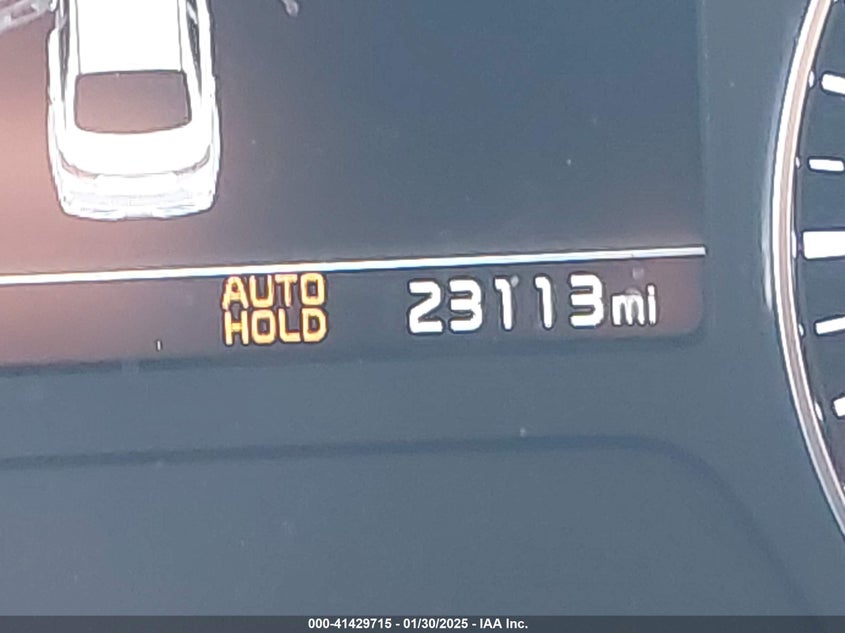 AUTO
HOLD
23113mi
000-41429715 - 01/30/2025 - IAA Inc.